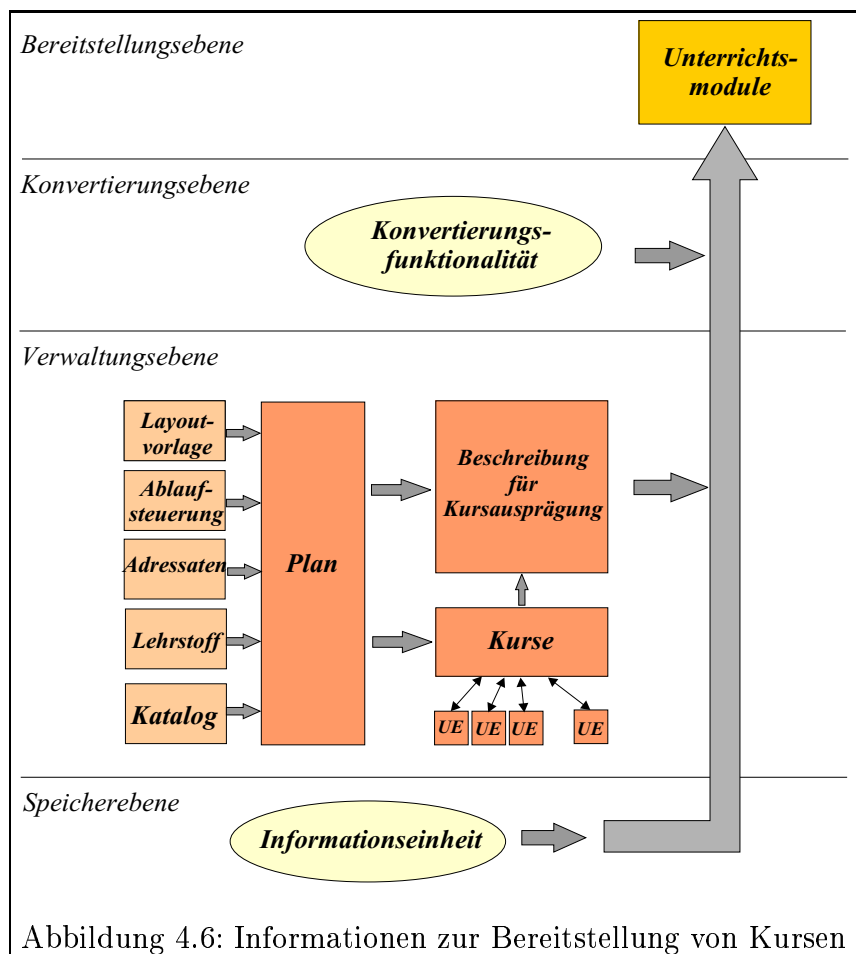 Bereitstellungsebene
Unterrichts-
module
Konvertierungsebene
Konvertierungs-
funktionalität
Verwaltungsebene
Layout-
vorlage
Ablauf-
steuerung
Adressaten
Lehrstoff
Katalog
Plan
Beschreibung
für
Kursausprägung
Kurse
UE UE UE UE
Speicherebene
Informationseinheit
Abbildung 4.6: Informationen zur Bereitstellung von Kursen